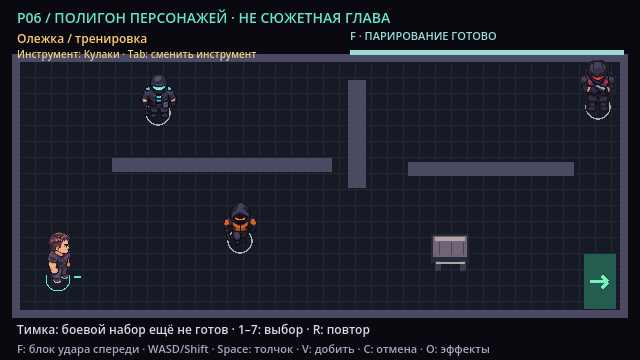 P06 / ПОЛИГОН ПЕРСОНАЖЕЙ · НЕ СЮЖЕТНАЯ ГЛАВА
Олежка / тренировка
F · ПАРИРОВАНИЕ ГОТОВО
Инструмент: Кулаки · Tab: сменить инструмент
Тимка: боевой набор ещё не готов · 1–7: выбор · R: повтор
F: блок удара спереди · WASD/Shift · Space: толчок · V: добить · C: отмена · O: эффекты